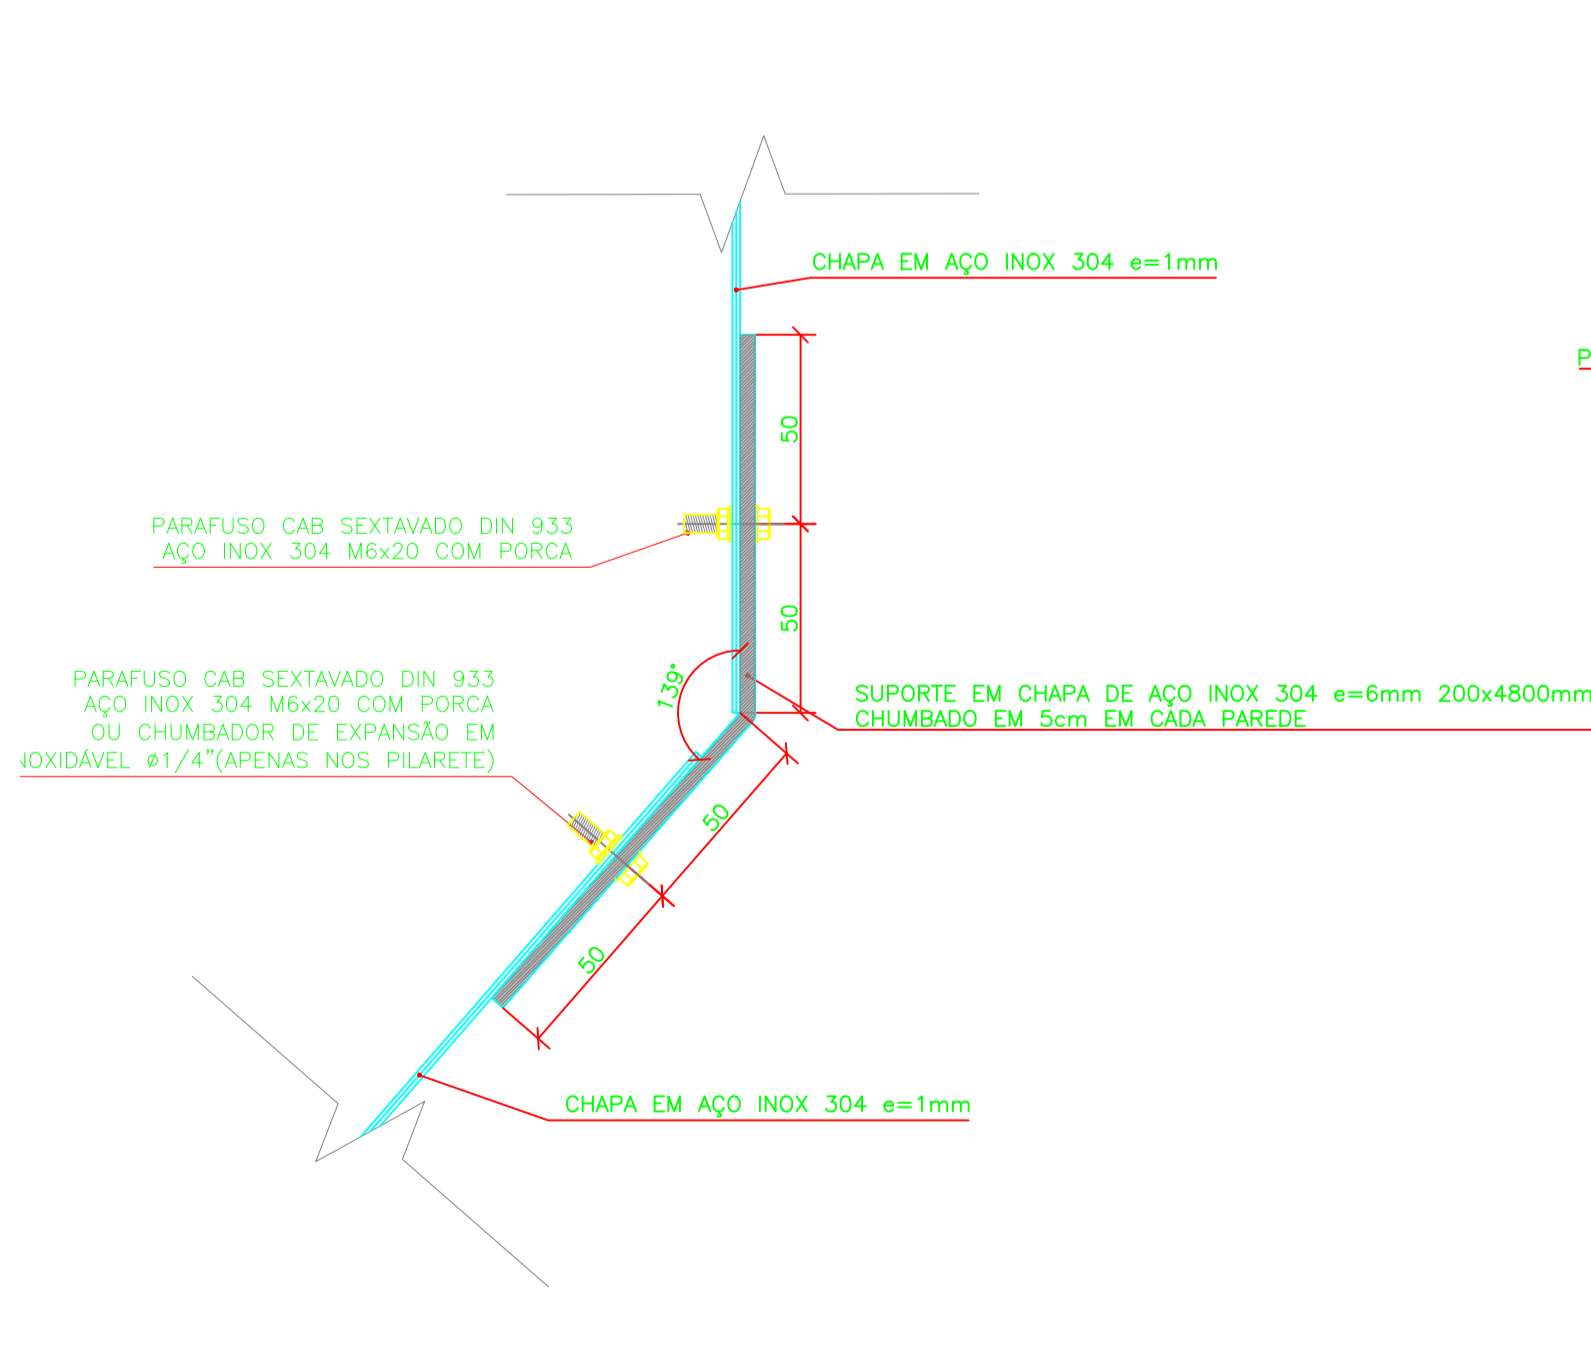 CHAPA EM AÇO INOX 304 e=1mm
P
50
PARAFUSO CAB SEXTAVADO DIN 933
AÇO INOX 304 M6x20 COM PORCA
50
139°
PARAFUSO CAB SEXTAVADO DIN 933
AÇO INOX 304 M6x20 COM PORCA
OU CHUMBADOR DE EXPANSÃO EM
NOXIDÁVEL ø1/4"(APENAS NOS PILARETE)
SUPORTE EM CHAPA DE AÇO INOX 304 e=6mm 200x4800mm
CHUMBADO EM 5cm EM CADA PAREDE
50
50
CHAPA EM AÇO INOX 304 e=1mm